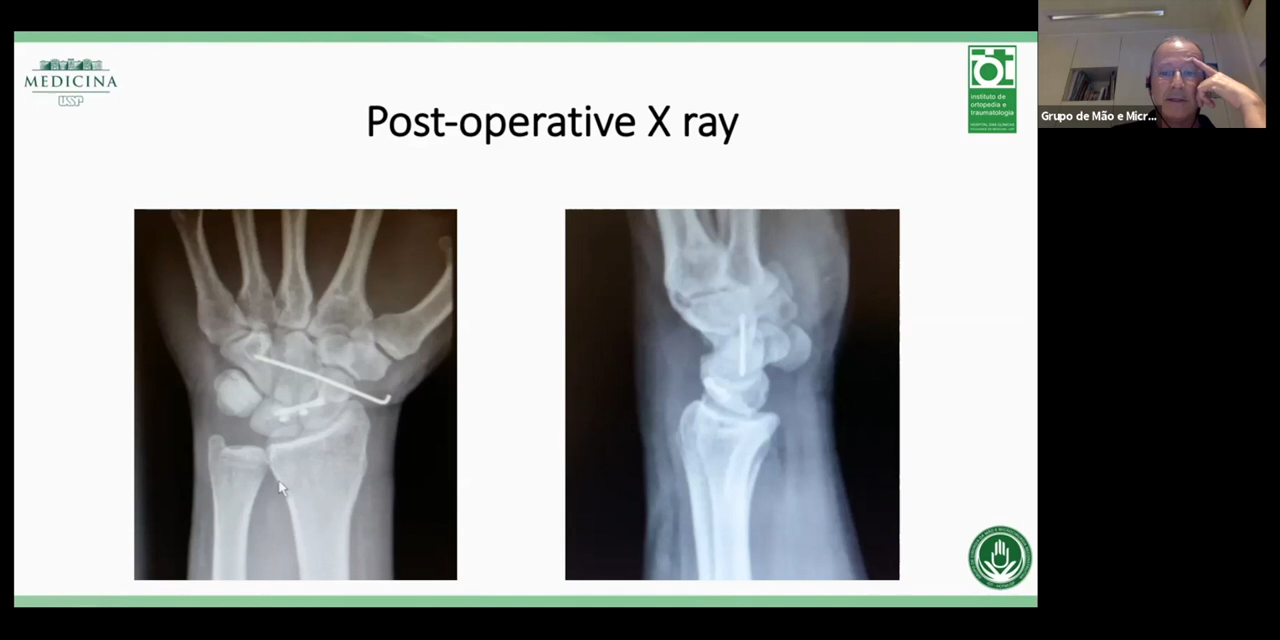 MEDICINA
USP
Post-operative X ray
instituto de
ortopedia e
traumatologia
Grupo de Mão e Micr...